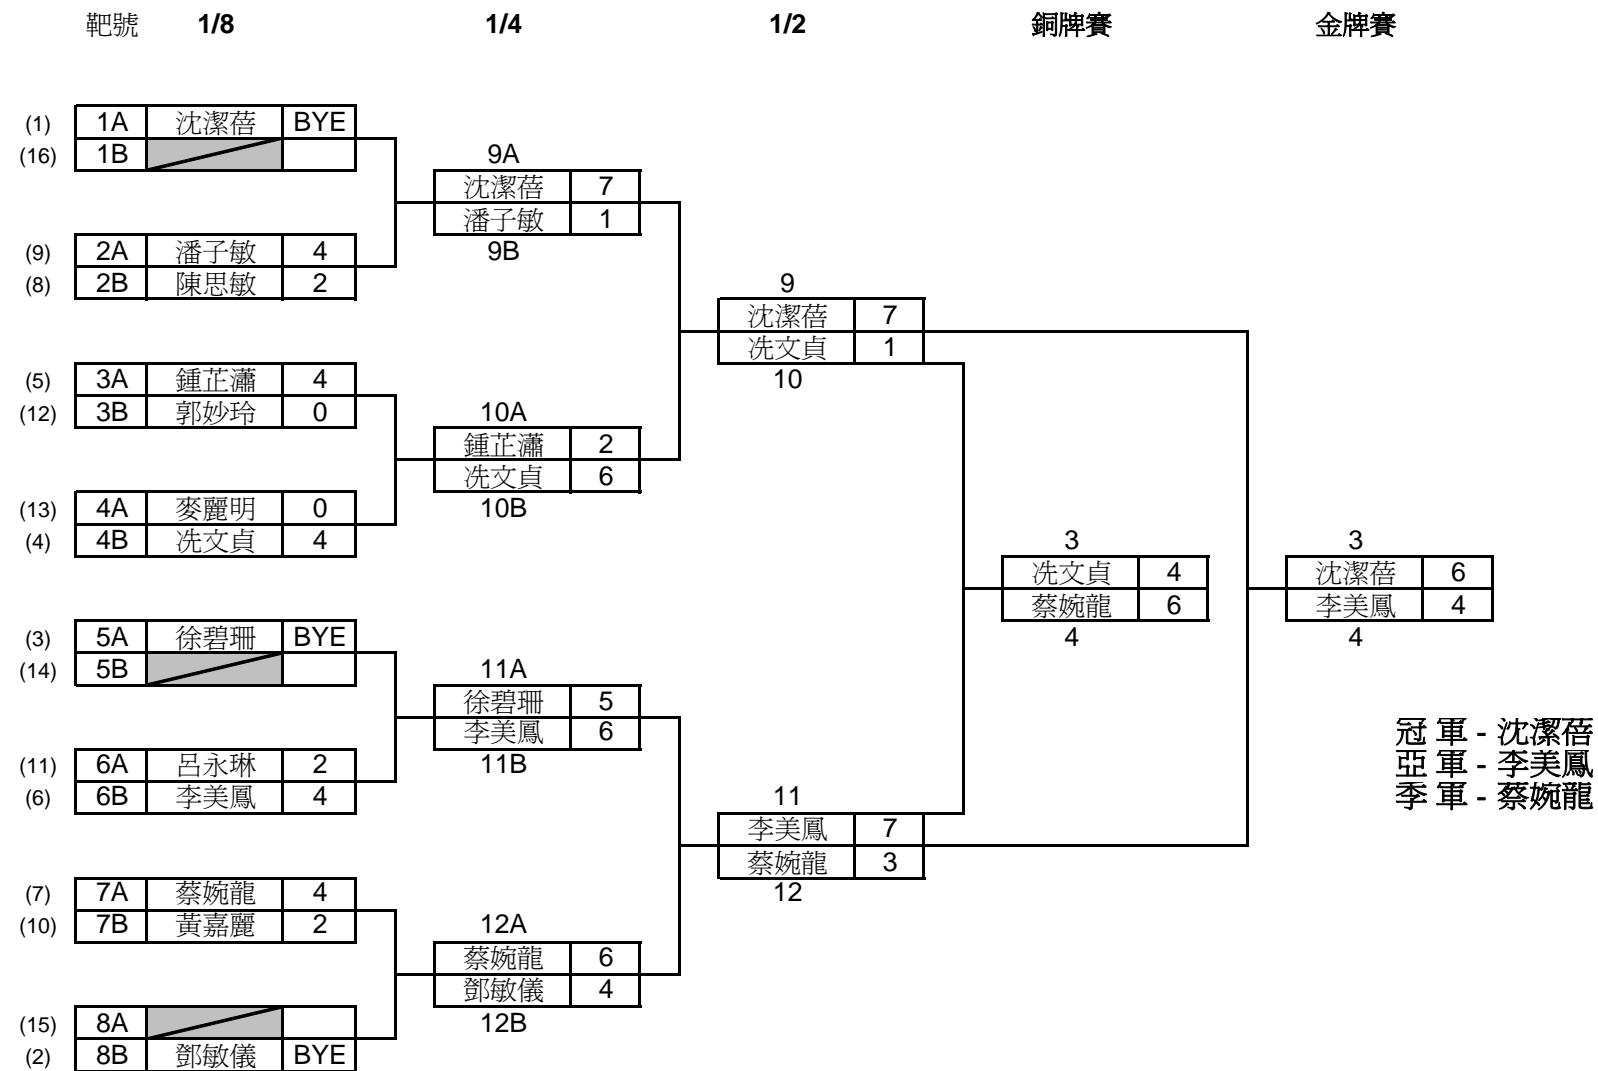 靶號 1/8 1/4 1/2 銅牌賽 金牌賽
(1) 1A 沈潔蓓 BYE
(16) 1B
9A
沈潔蓓 7
潘子敏 1
9B
(9) 2A 潘子敏 4
(8) 2B 陳思敏 2
9
沈潔蓓 7
冼文貞 1
10
(5) 3A 鍾芷瀟 4
(12) 3B 郭妙玲 0
10A
鍾芷瀟 2
冼文貞 6
10B
(13) 4A 麥麗明 0
(4) 4B 冼文貞 4
3
冼文貞 4
蔡婉龍 6
4
3
沈潔蓓 6
李美鳳 4
4
(3) 5A 徐碧珊 BYE
(14) 5B
11A
徐碧珊 5
李美鳳 6
11B
(11) 6A 呂永琳 2
(6) 6B 李美鳳 4
冠 軍 - 沈潔蓓
亞 軍 - 李美鳳
季 軍 - 蔡婉龍
11
李美鳳 7
蔡婉龍 3
12
(7) 7A 蔡婉龍 4
(10) 7B 黃嘉麗 2
12A
蔡婉龍 6
鄧敏儀 4
12B
(15) 8A
(2) 8B 鄧敏儀 BYE